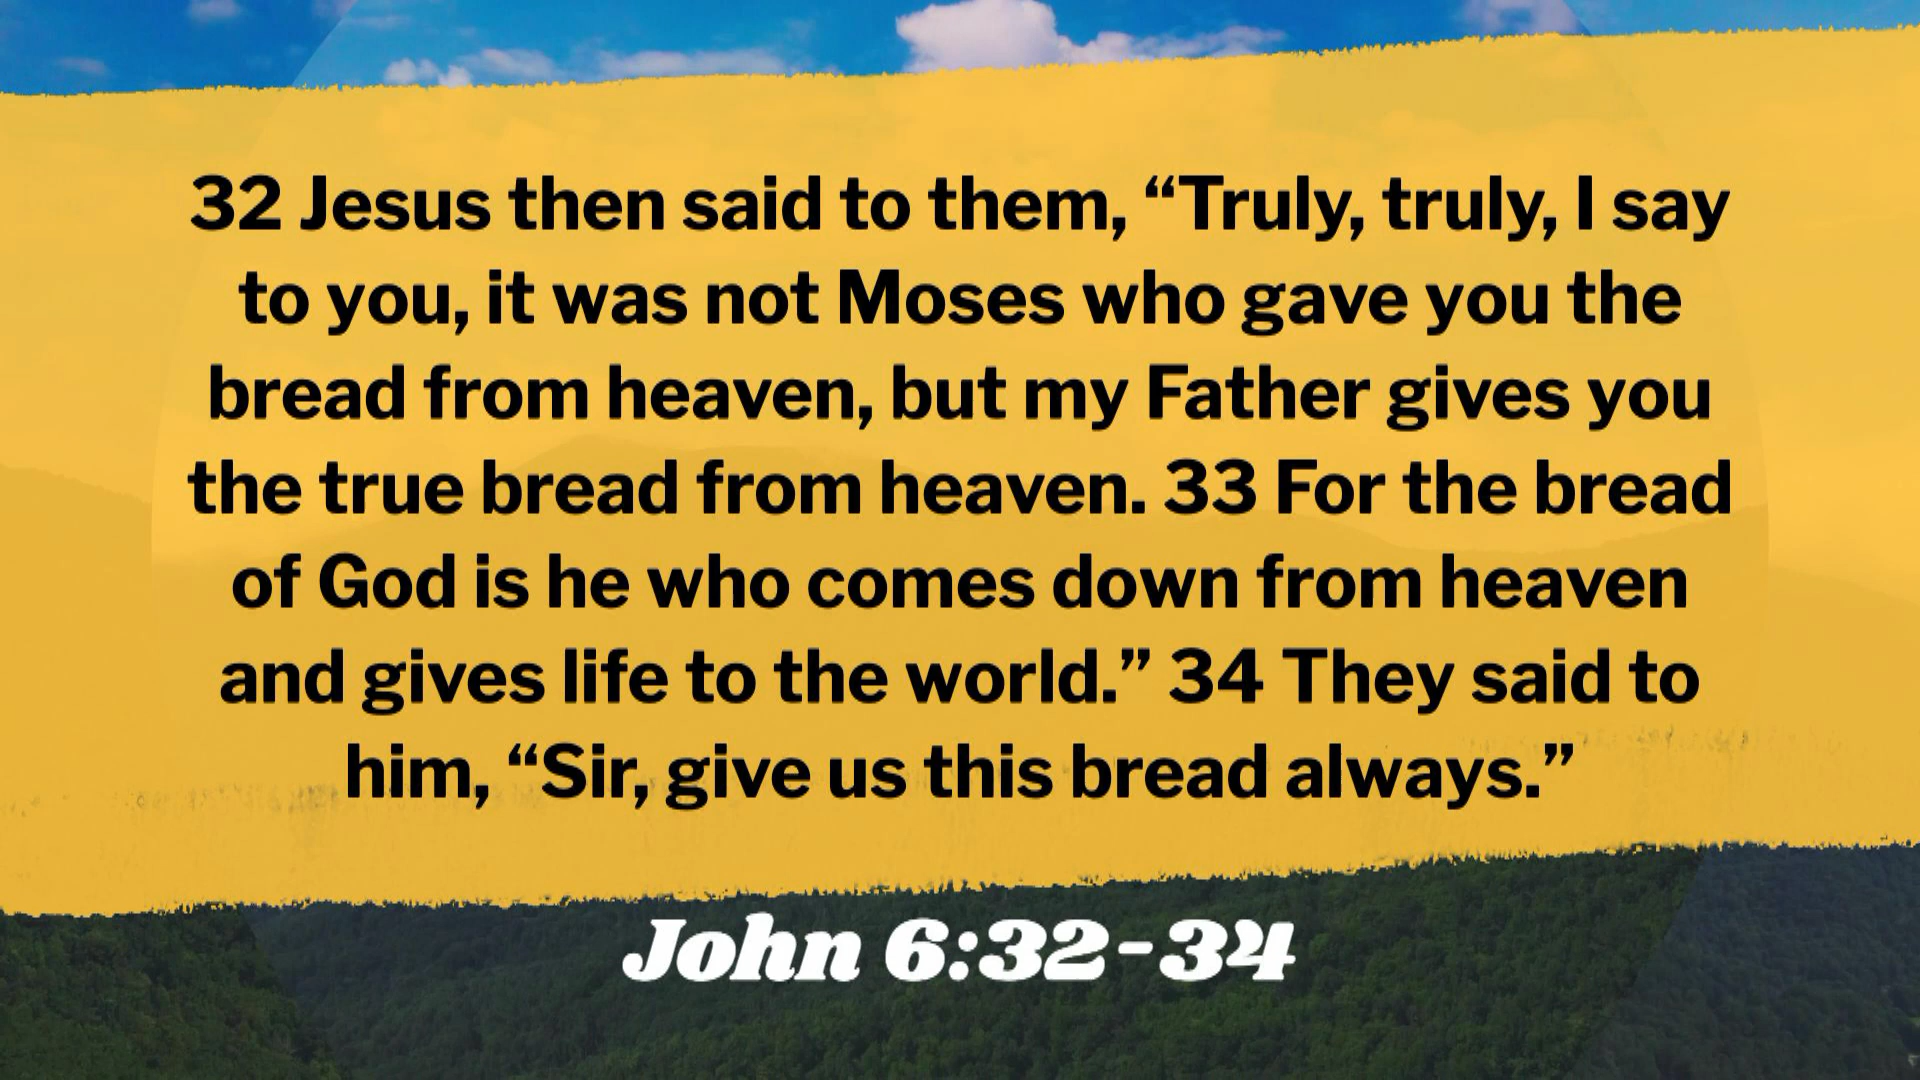 32 Jesus then said to them, “Truly, truly, I say
to you, it was not Moses who gave you the
bread from heaven, but my Father gives you
the true bread from heaven. 33 For the bread
of God is he who comes down from heaven
and gives life to the world.” 34 They said to
him, “Sir, give us this bread always.”
John 6:32-34